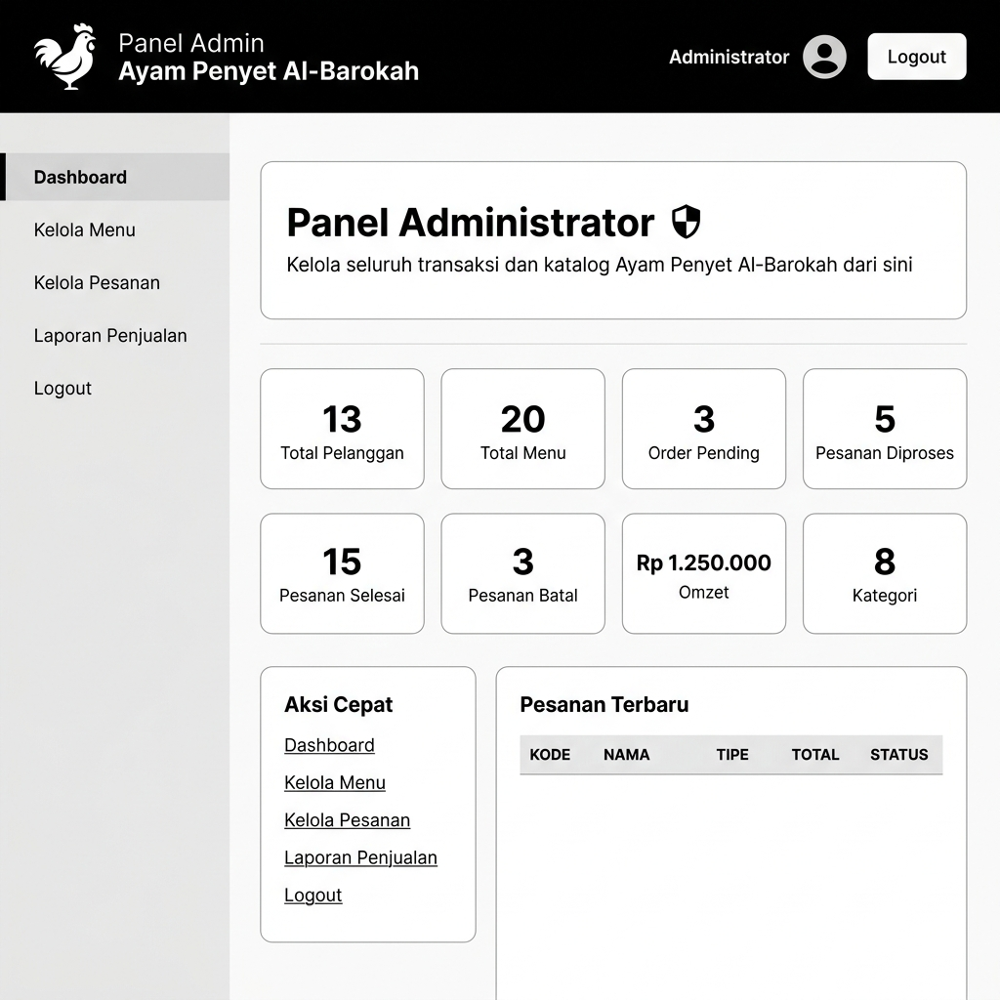 Panel Admin
Ayam Penyet Al-Barokah
Administrator
Logout
Dashboard
Kelola Menu
Kelola Pesanan
Laporan Penjualan
Logout
Panel Administrator
Kelola seluruh transaksi dan katalog Ayam Penyet Al-Barokah dari sini
13
Total Pelanggan
20
Total Menu
3
Order Pending
5
Pesanan Diproses
15
Pesanan Selesai
3
Pesanan Batal
Rp 1.250.000
Omzet
8
Kategori
Aksi Cepat
Dashboard
Kelola Menu
Kelola Pesanan
Laporan Penjualan
Logout
Pesanan Terbaru
KODE NAMA TIPE TOTAL STATUS